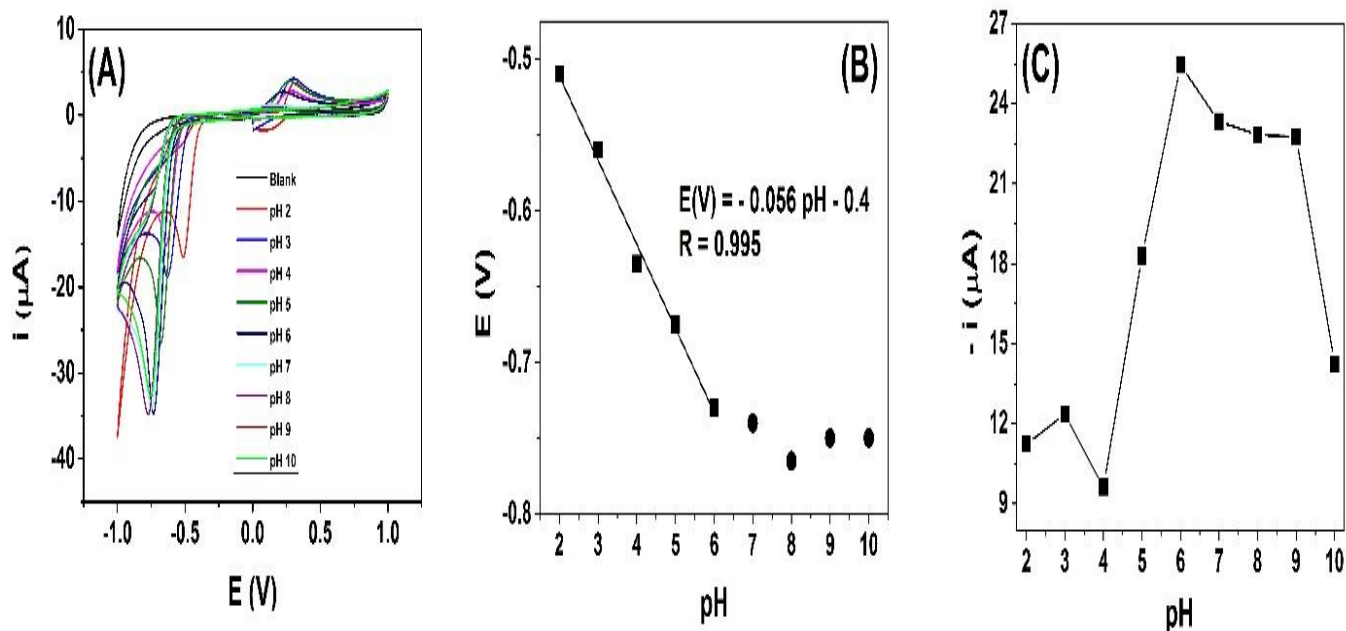 (A)
i (µA)
10
0
-10
-20
-30
-40
Blank
pH 2
pH 3
pH 4
pH 5
pH 6
pH 7
pH 8
pH 9
pH 10
-1.0 -0.5 0.0 0.5 1.0
E (V)
(B)
E (V)
-0.5
-0.6
-0.7
-0.8
E(V) = - 0.056 pH - 0.4
R = 0.995
2 3 4 5 6 7 8 9 10
pH
(C)
- i (µA)
27
24
21
18
15
12
9
2 3 4 5 6 7 8 9 10
pH